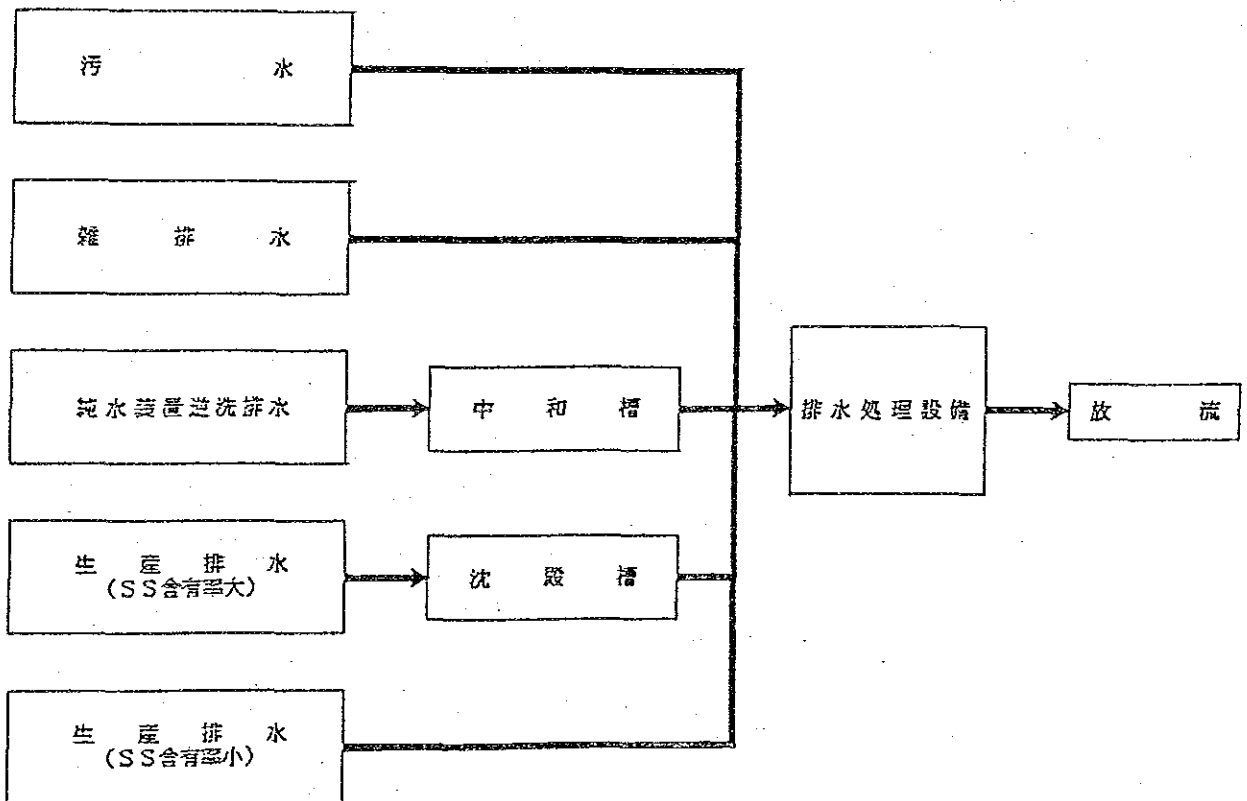 汚水
雑排水
純水装置逆洗排水
中和槽
排水処理設備
放流
生産排水
(SS含有率大)
沈殿槽
生産排水
(SS含有率小)